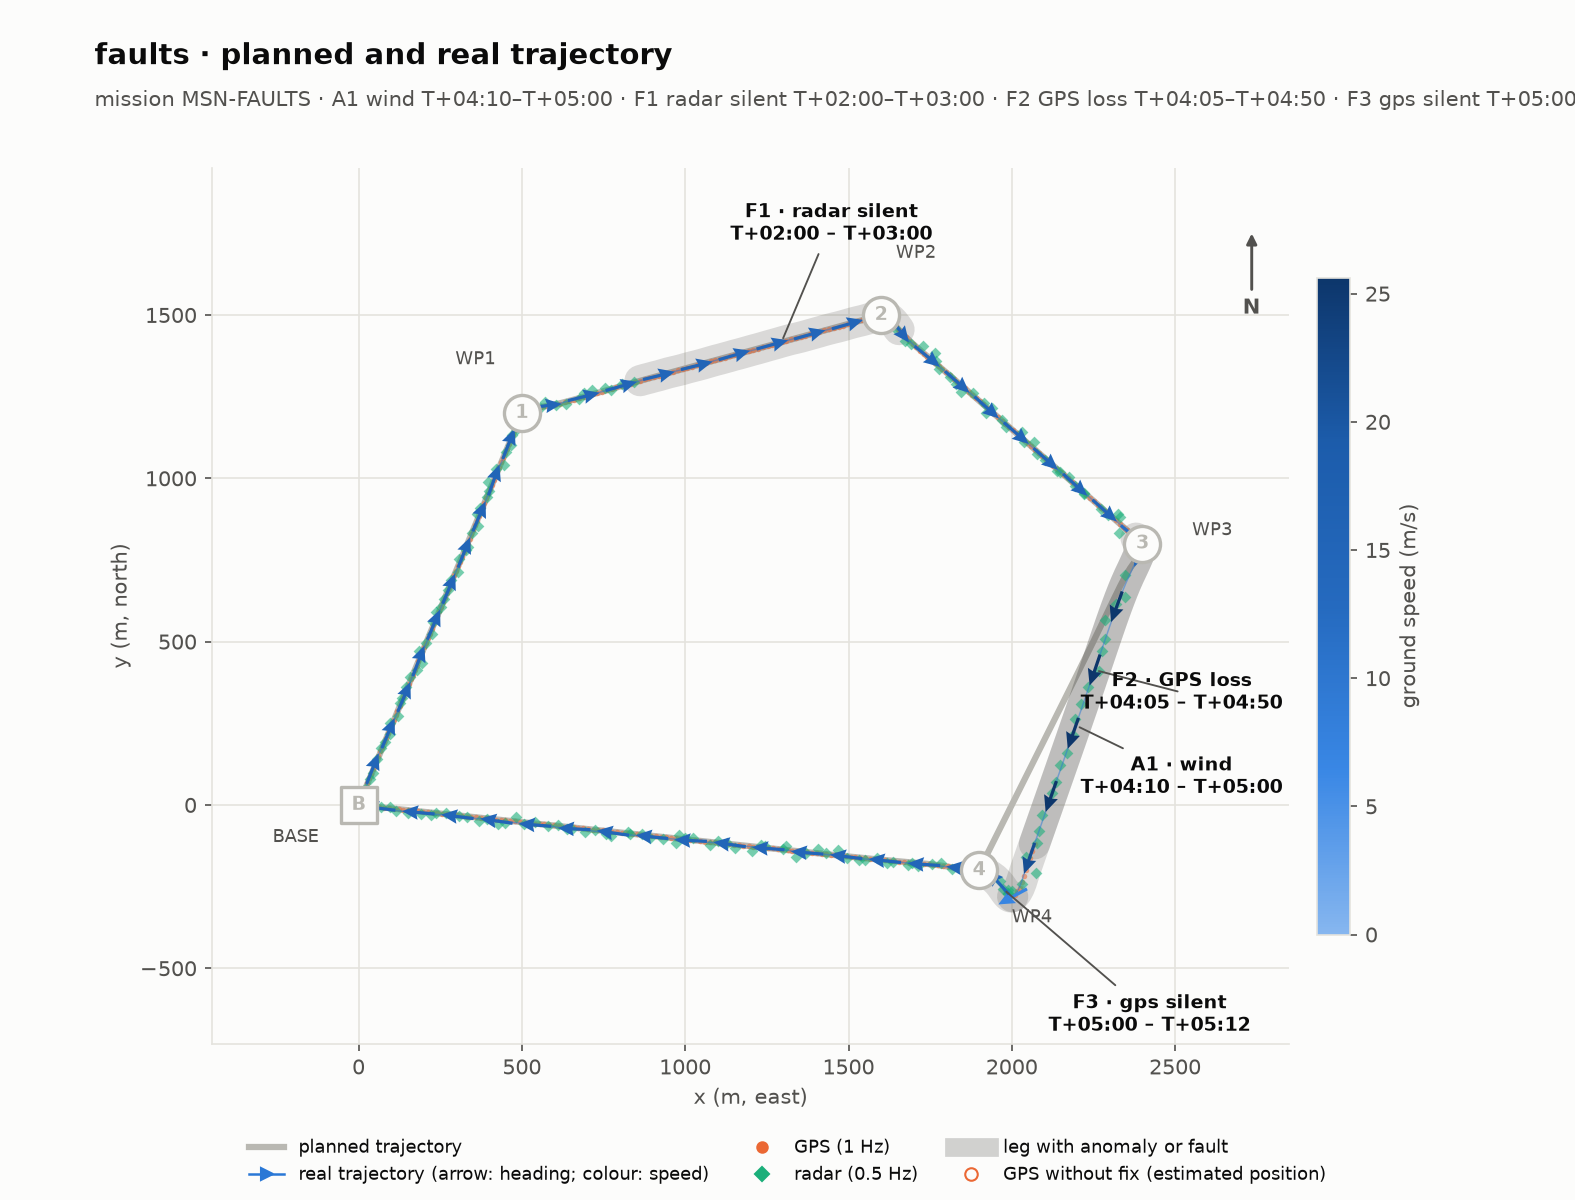 faults · planned and real trajectory
mission MSN-FAULTS · A1 wind T+04:10–T+05:00 · F1 radar silent T+02:00–T+03:00 · F2 GPS loss T+04:05–T+04:50 · F3 gps silent T+05:00
F1 · radar silent
T+02:00 – T+03:00
WP2
N
25
1500
2
WP1
1
20
1000
WP3
3
15
y (m, north)
ground speed (m/s)
500
F2 · GPS loss
T+04:05 – T+04:50
10
A1 · wind
T+04:10 – T+05:00
0
B
5
BASE
4
WP4
0
−500
F3 · gps silent
T+05:00 – T+05:12
0
500
1000
1500
2000
2500
x (m, east)
planned trajectory
GPS (1 Hz)
leg with anomaly or fault
real trajectory (arrow: heading; colour: speed)
radar (0.5 Hz)
GPS without fix (estimated position)